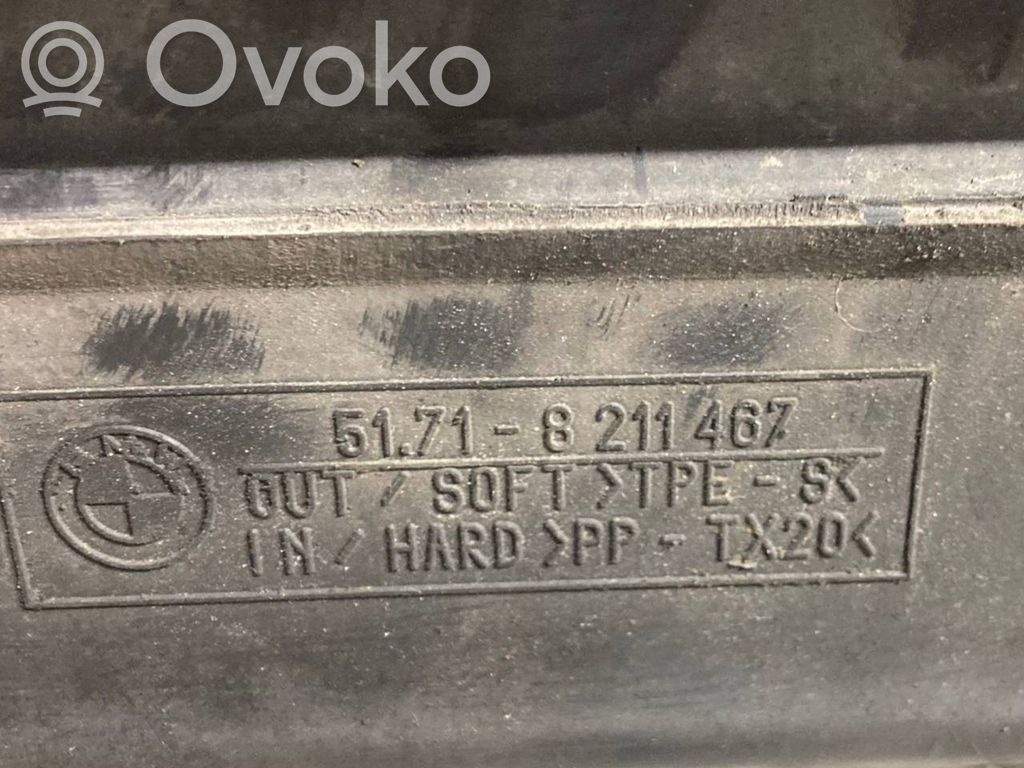 Ovoko
51.71 - 8 211 467
OUT / SOFT >TPE - S<
IN / HARD >PP - TX20<